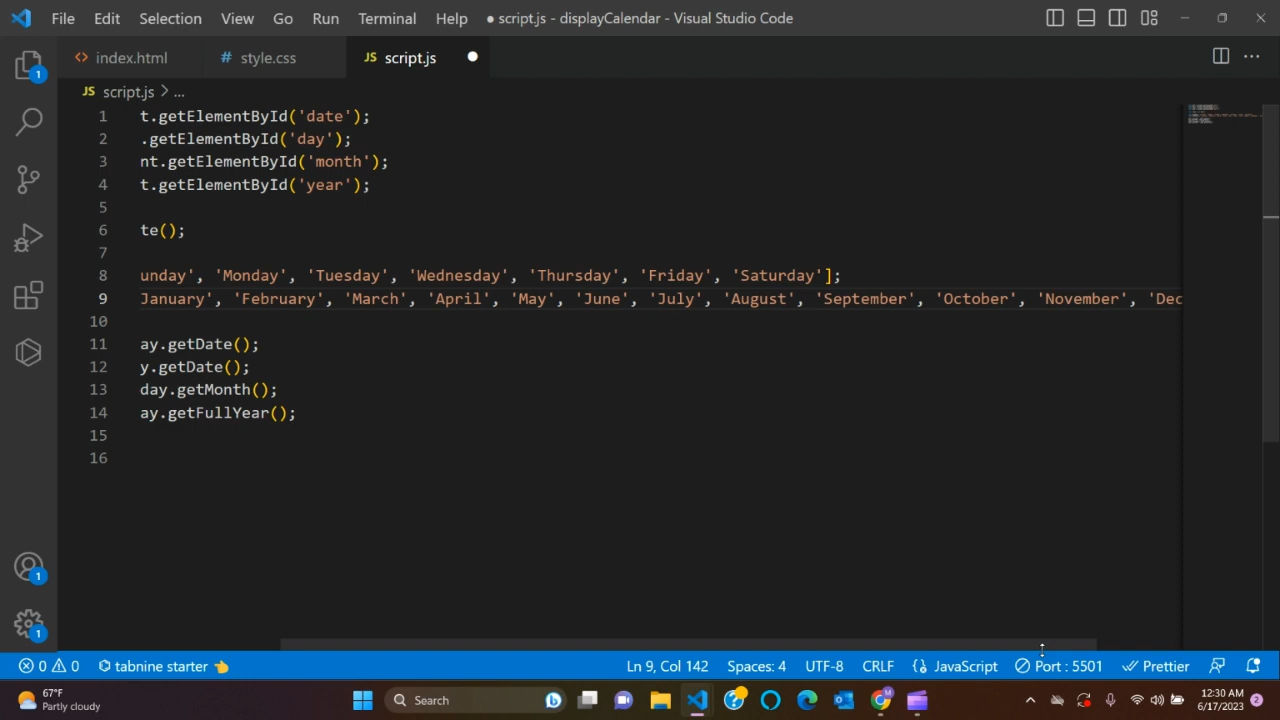 File Edit Selection View Go Run Terminal Help ● script.js - displayCalendar - Visual Studio Code
<> index.html # style.css JS script.js ●
JS script.js > ...
1 t.getElementById('date');
2 .getElementById('day');
3 nt.getElementById('month');
4 t.getElementById('year');
5
6 te();
7
8 unday', 'Monday', 'Tuesday', 'Wednesday', 'Thursday', 'Friday', 'Saturday'];
9 January', 'February', 'March', 'April', 'May', 'June', 'July', 'August', 'September', 'October', 'November', 'Dec
10
11 ay.getDate();
12 y.getDate();
13 day.getMonth();
14 ay.getFullYear();
15
16
1
1
1
0 0 tabnine starter 👈 Ln 9, Col 142 Spaces: 4 UTF-8 CRLF JavaScript Port : 5501 Prettier
67°F
Partly cloudy
Search
12:30 AM
6/17/2023
2